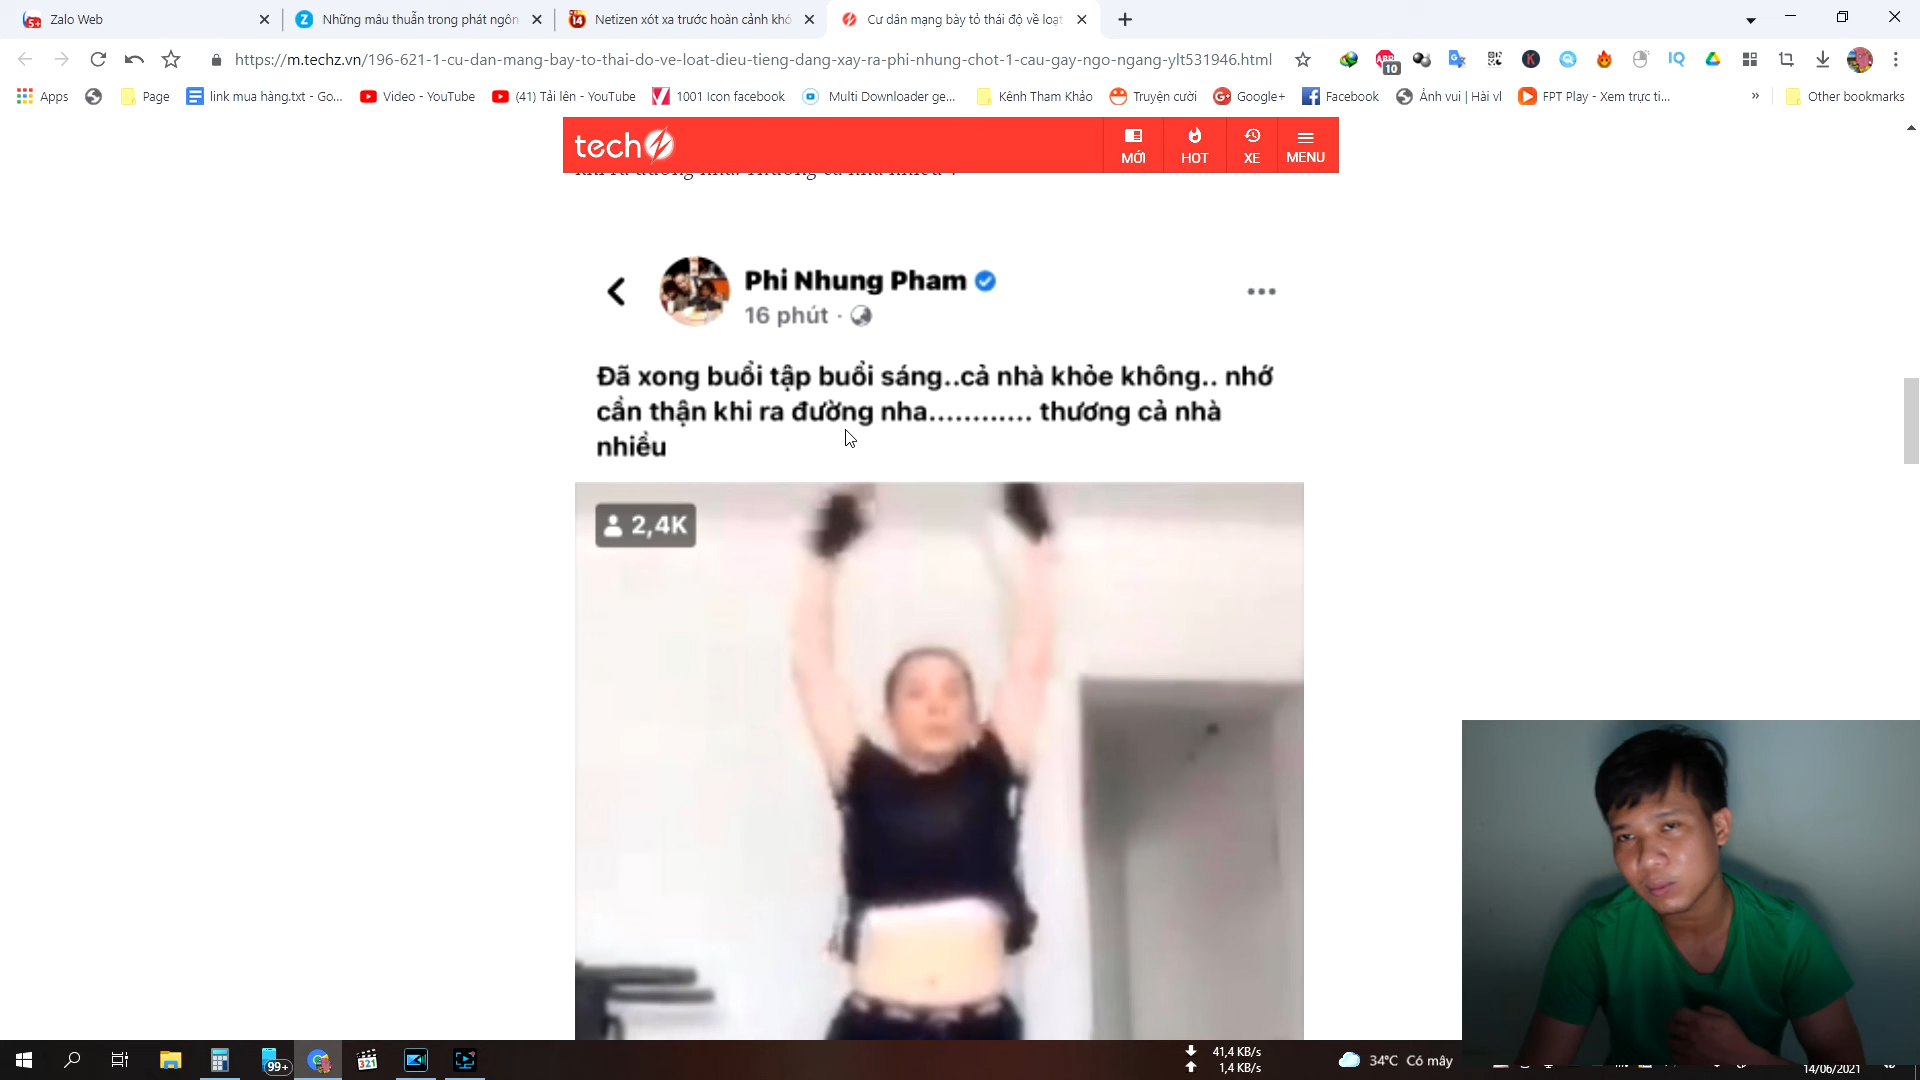 Zalo Web
Những mâu thuẫn trong phát ngôn
Netizen xót xa trước hoàn cảnh khó
Cư dân mạng bày tỏ thái độ về loạt
https://m.techz.vn/196-621-1-cu-dan-mang-bay-to-thai-do-ve-loat-dieu-tieng-dang-xay-ra-phi-nhung-chot-1-cau-gay-ngo-ngang-ylt531946.html
10
Apps
Page
link mua hàng.txt - Go...
Video - YouTube
(41) Tải lên - YouTube
1001 Icon facebook
Multi Downloader ge...
Kênh Tham Khảo
Truyện cười
Google+
Facebook
Ảnh vui | Hài vl
FPT Play - Xem trực ti...
»
Other bookmarks
tech
MỚI
HOT
XE
MENU
Phi Nhung Pham
16 phút ·
Đã xong buổi tập buổi sáng..cả nhà khỏe không.. nhớ
cẩn thận khi ra đường nha............ thương cả nhà
nhiều
2,4K
99+
321
41,4 KB/s
1,4 KB/s
34°C Có mây
14/06/2021